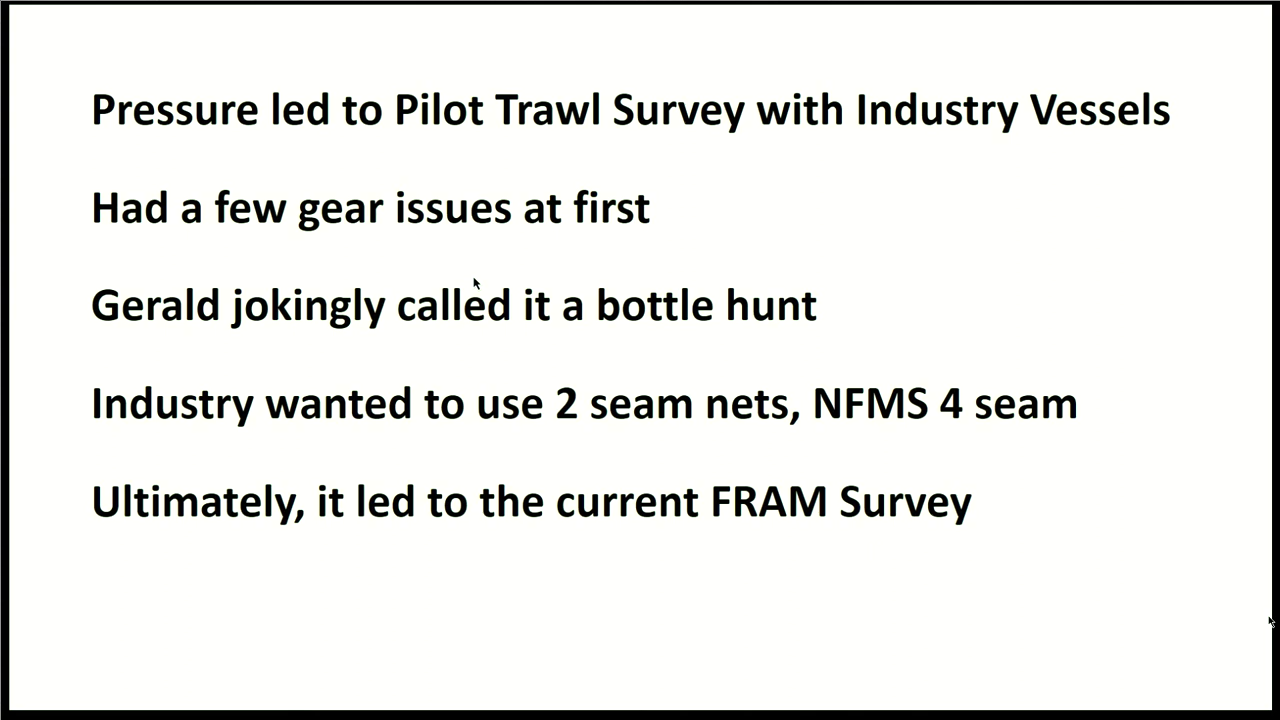 Pressure led to Pilot Trawl Survey with Industry Vessels
Had a few gear issues at first
Gerald jokingly called it a bottle hunt
Industry wanted to use 2 seam nets, NFMS 4 seam
Ultimately, it led to the current FRAM Survey